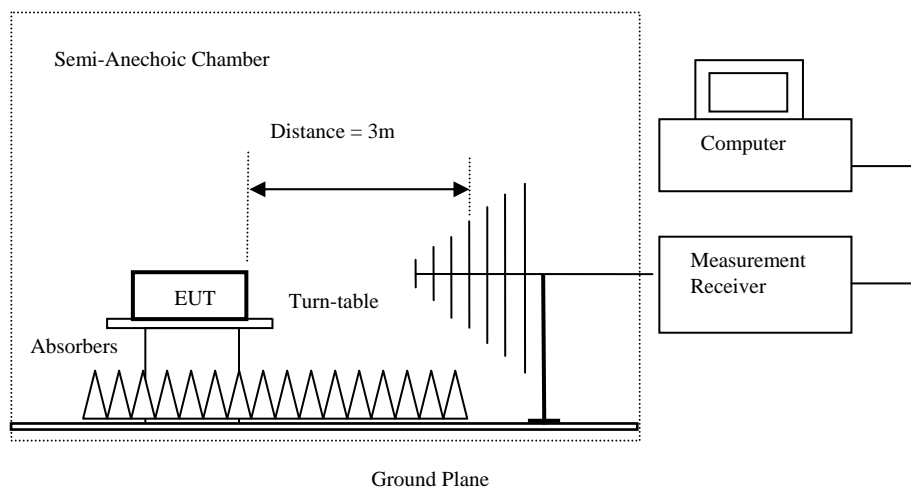 Semi-Anechoic Chamber
Distance = 3m
Computer
Measurement
Receiver
EUT
Turn-table
Absorbers
Ground Plane